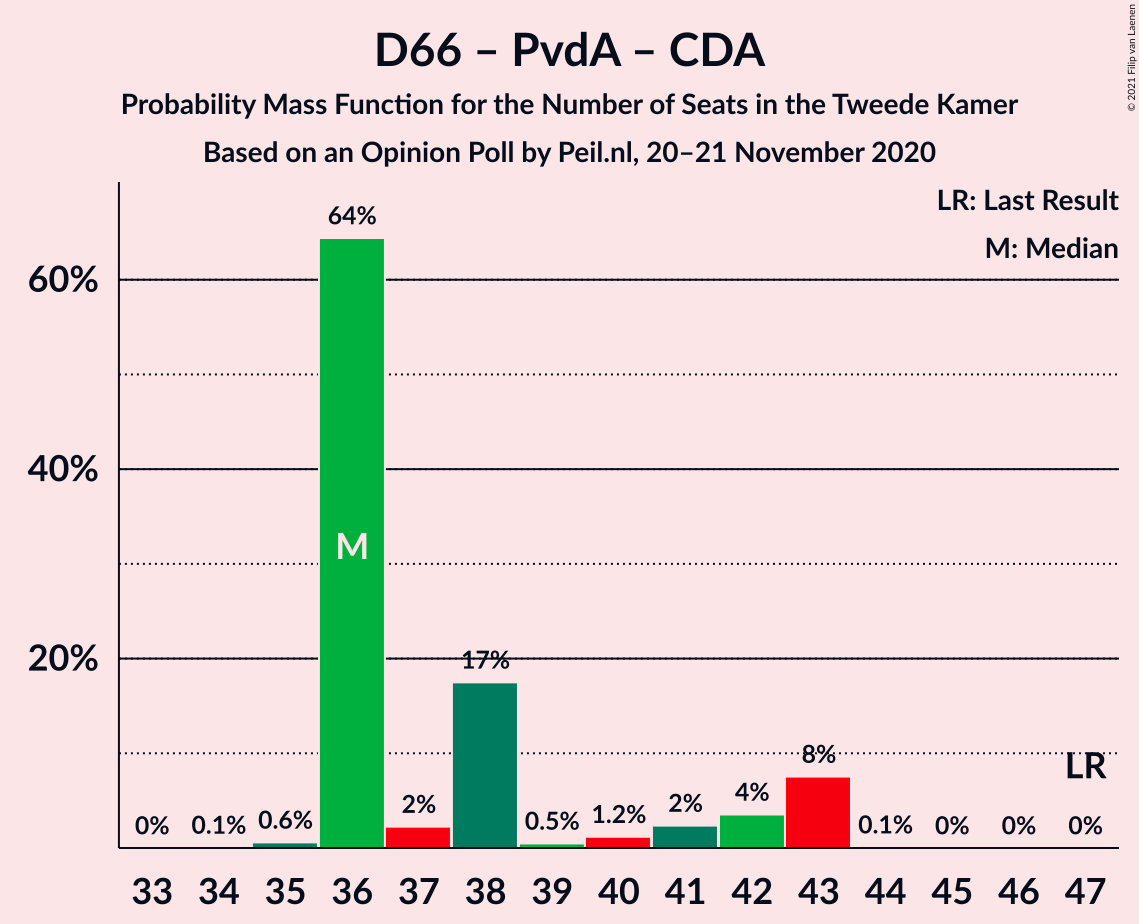 D66 – PvdA – CDA
Probability Mass Function for the Number of Seats in the Tweede Kamer
Based on an Opinion Poll by Peil.nl, 20–21 November 2020
© 2021 Filip van Laenen
LR: Last Result
M: Median
60%
40%
20%
0%
0.1%
0.6%
64%
M
2%
17%
0.5%
1.2%
2%
4%
8%
0.1%
0%
0%
0%
LR
33 34 35 36 37 38 39 40 41 42 43 44 45 46 47